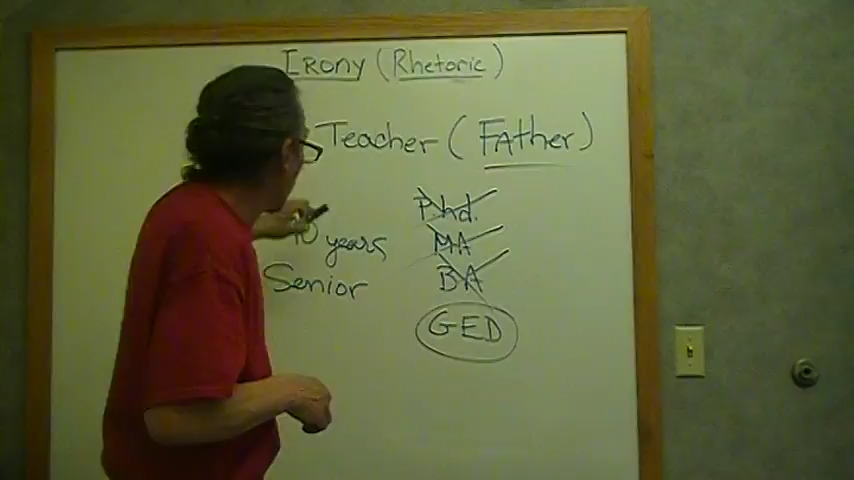 Irony (Rhetoric)
Teacher (Father)
Phd.
years MA
Senior BA
GED